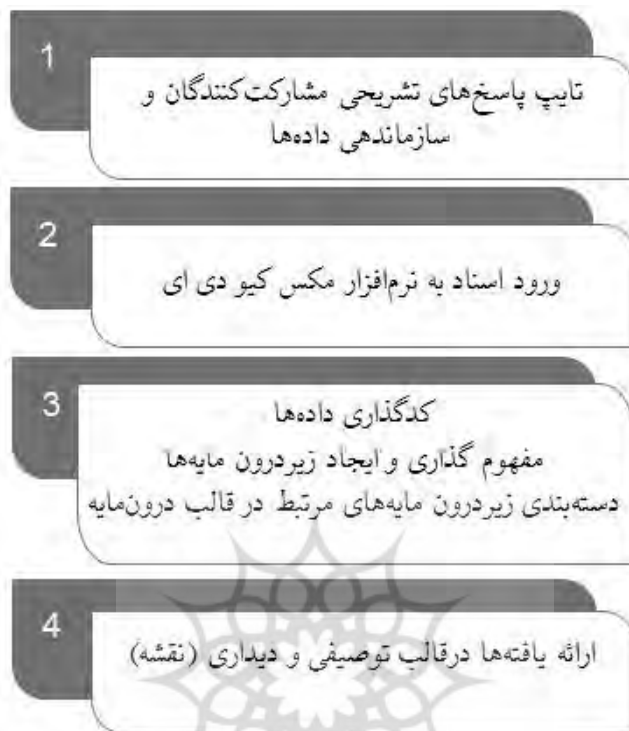 1
تایپ پاسخ‌های تشریحی مشارکت‌کنندگان و
سازماندهی داده‌ها
2
ورود اسناد به نرم‌افزار مکس کیو دی ای
3
کدگذاری داده‌ها
مفهوم گذاری و ایجاد زیردرون مایه‌ها
دسته‌بندی زیردرون مایه‌های مرتبط در قالب درون‌مایه
4
ارائه یافته‌ها درقالب توصیفی و دیداری (نقشه)